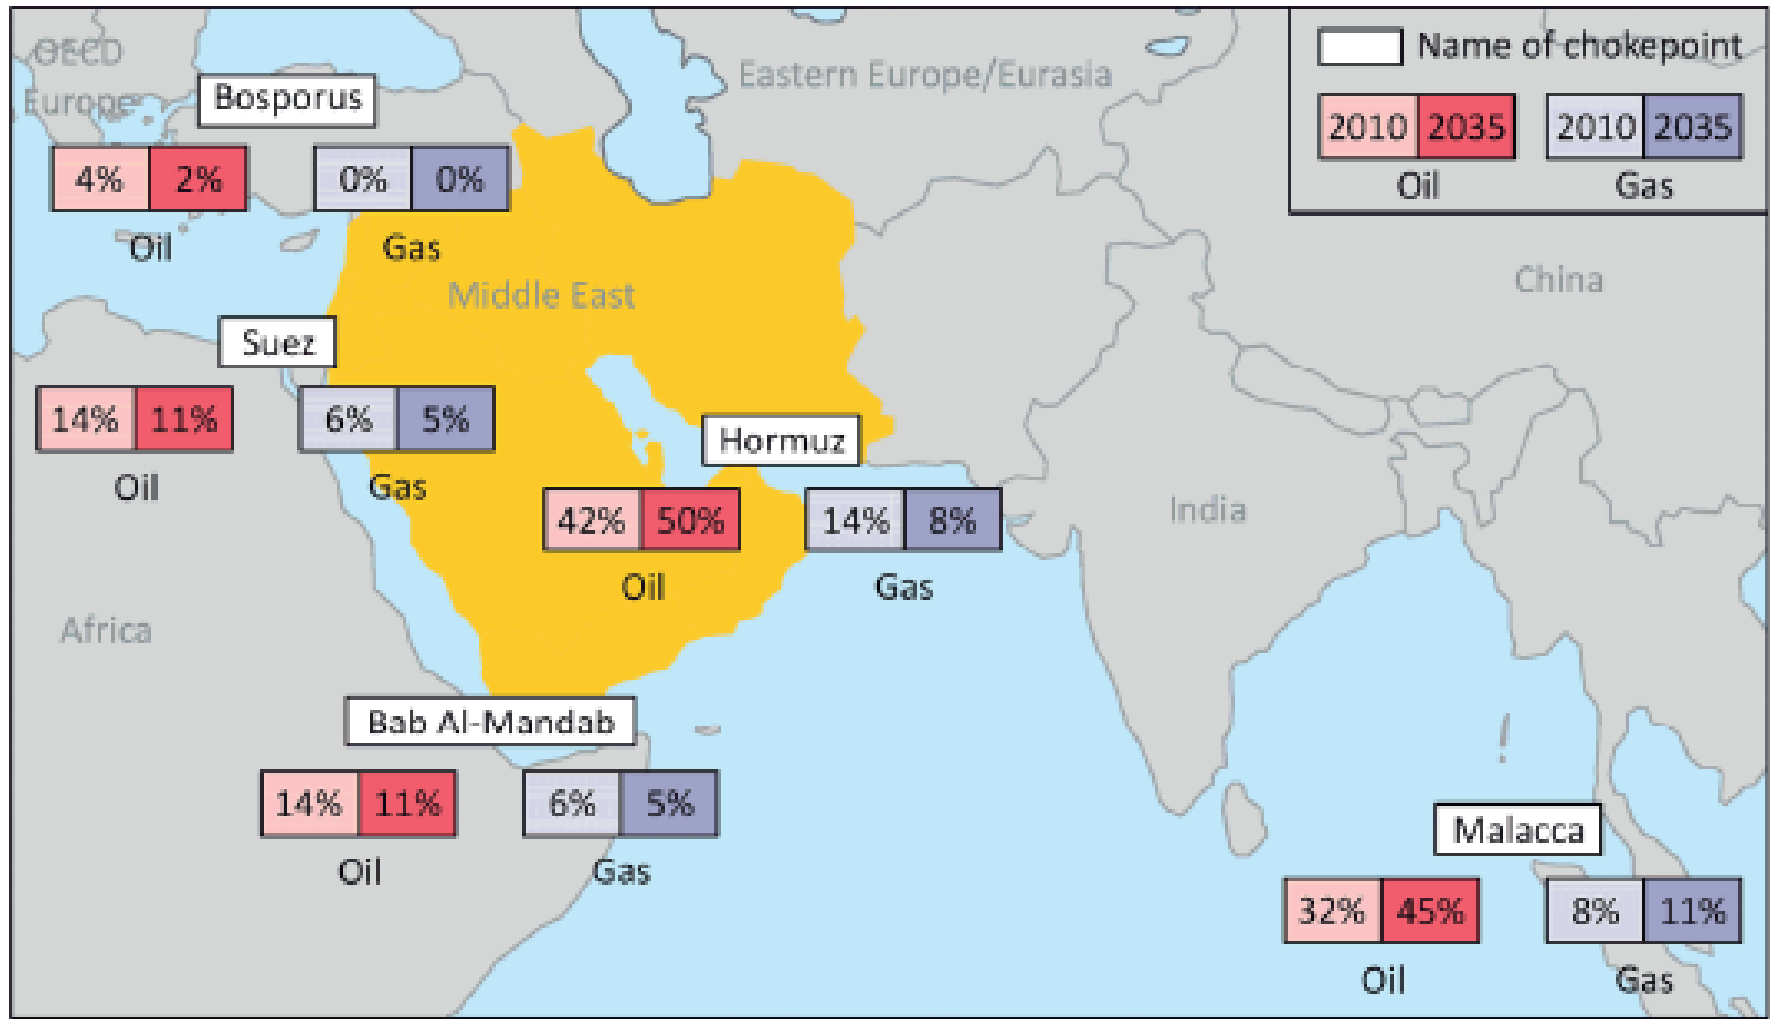 OECD
Europe
Bosporus
4% 2%
Oil
0% 0%
Gas
Eastern Europe/Eurasia
Name of chokepoint
2010 2035
Oil
2010 2035
Gas
Middle East
China
Suez
14% 11%
Oil
6% 5%
Gas
Hormuz
42% 50%
Oil
14% 8%
Gas
India
Africa
Bab Al-Mandab
14% 11%
Oil
6% 5%
Gas
Malacca
32% 45%
Oil
8% 11%
Gas